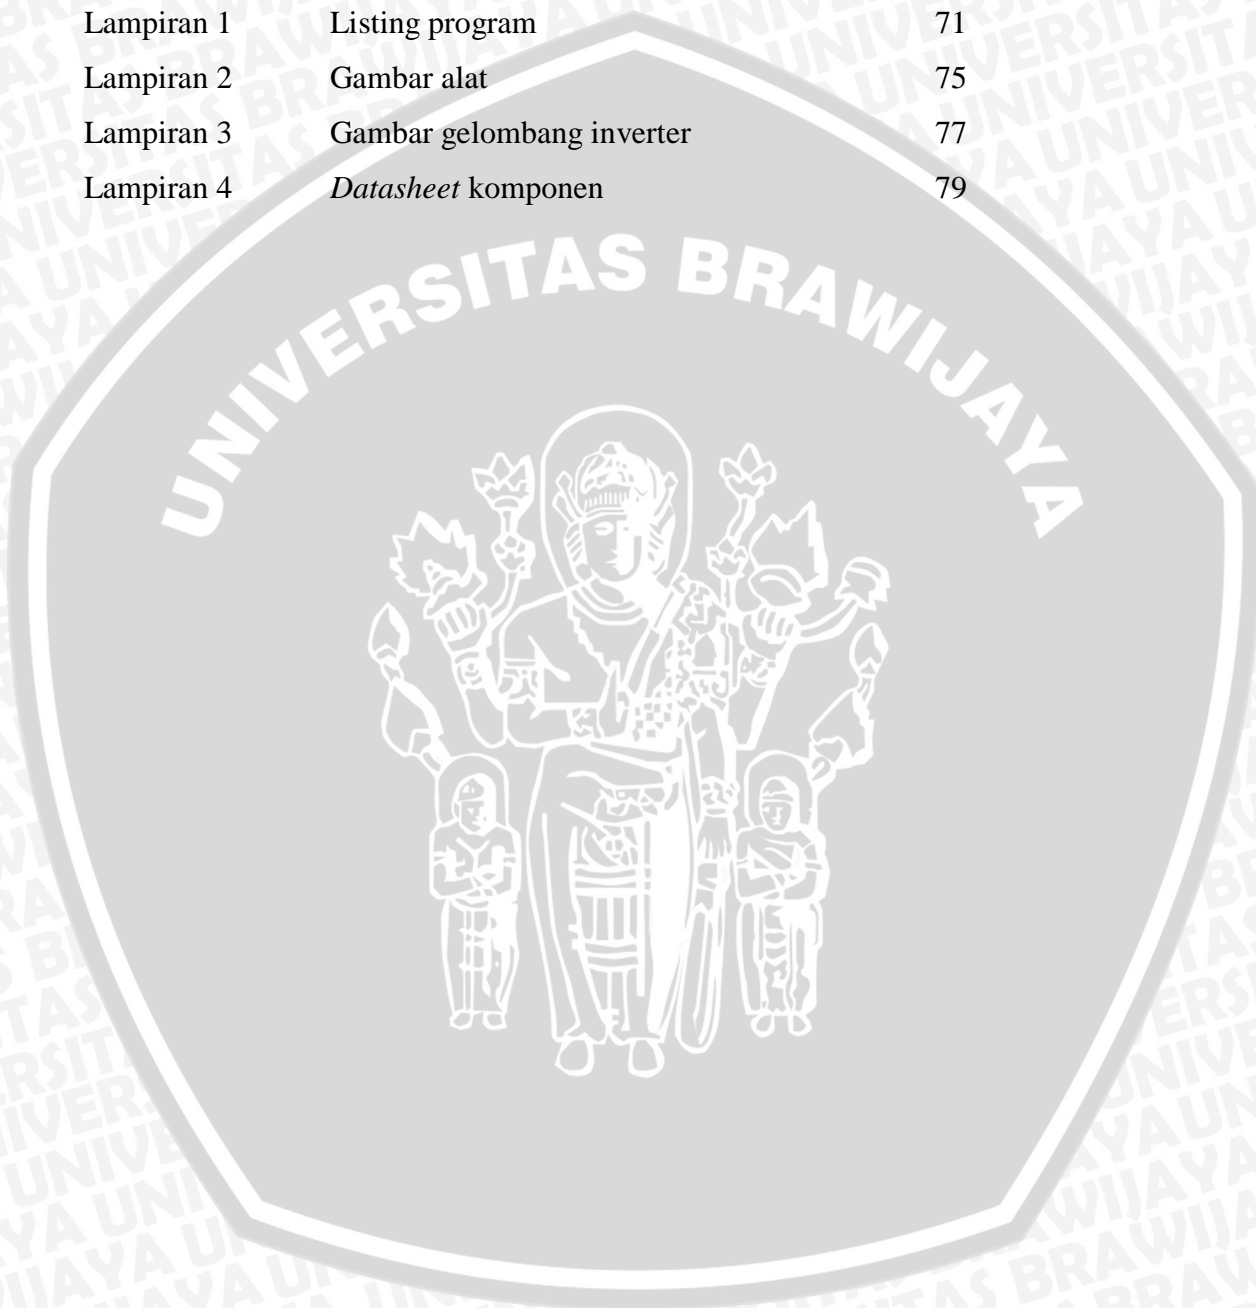 Lampiran 1 Listing program 71
Lampiran 2 Gambar alat 75
Lampiran 3 Gambar gelombang inverter 77
Lampiran 4 Datasheet komponen 79
UNIVERSITAS BRAWIJAYA